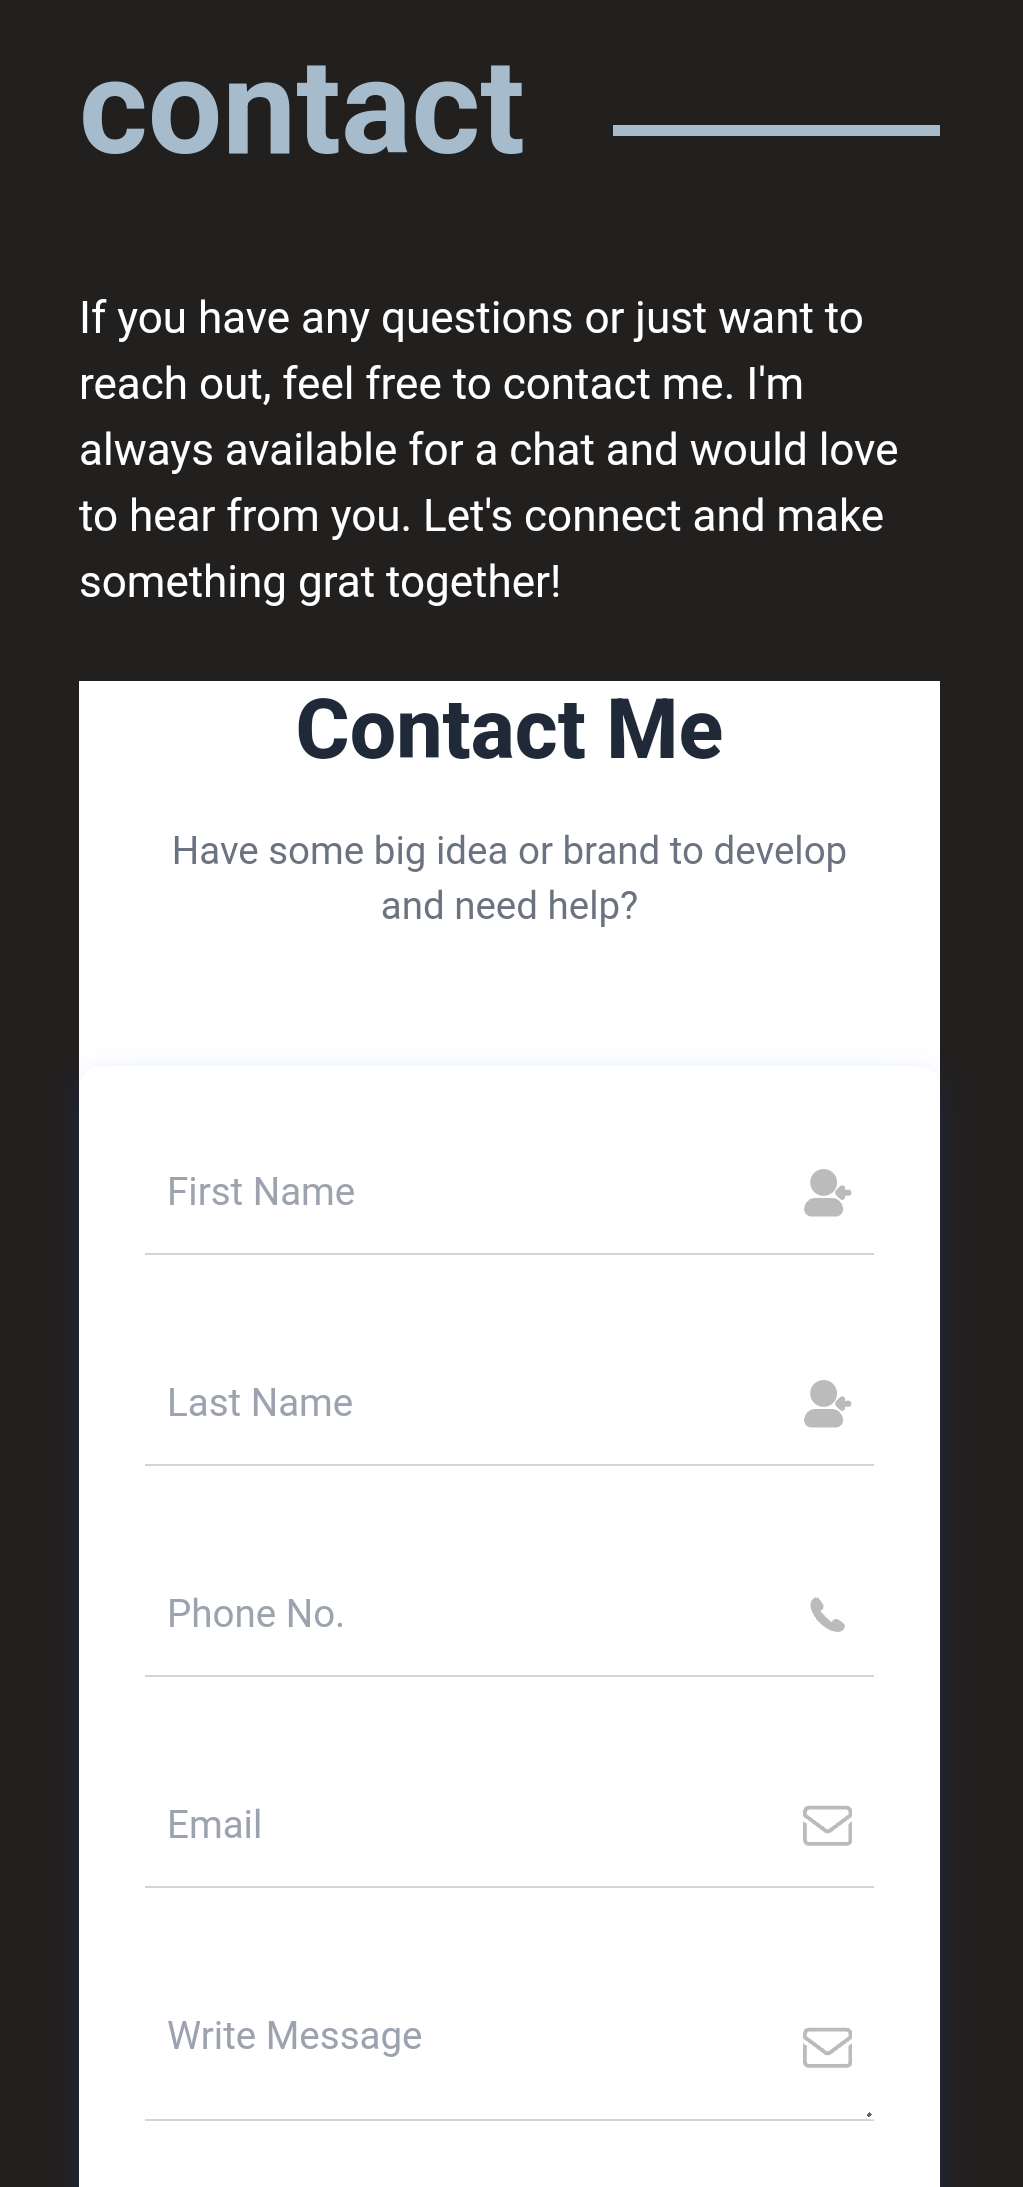 contact
If you have any questions or just want to
reach out, feel free to contact me. I'm
always available for a chat and would love
to hear from you. Let's connect and make
something grat together!
Contact Me
Have some big idea or brand to develop
and need help?
First Name
Last Name
Phone No.
Email
Write Message